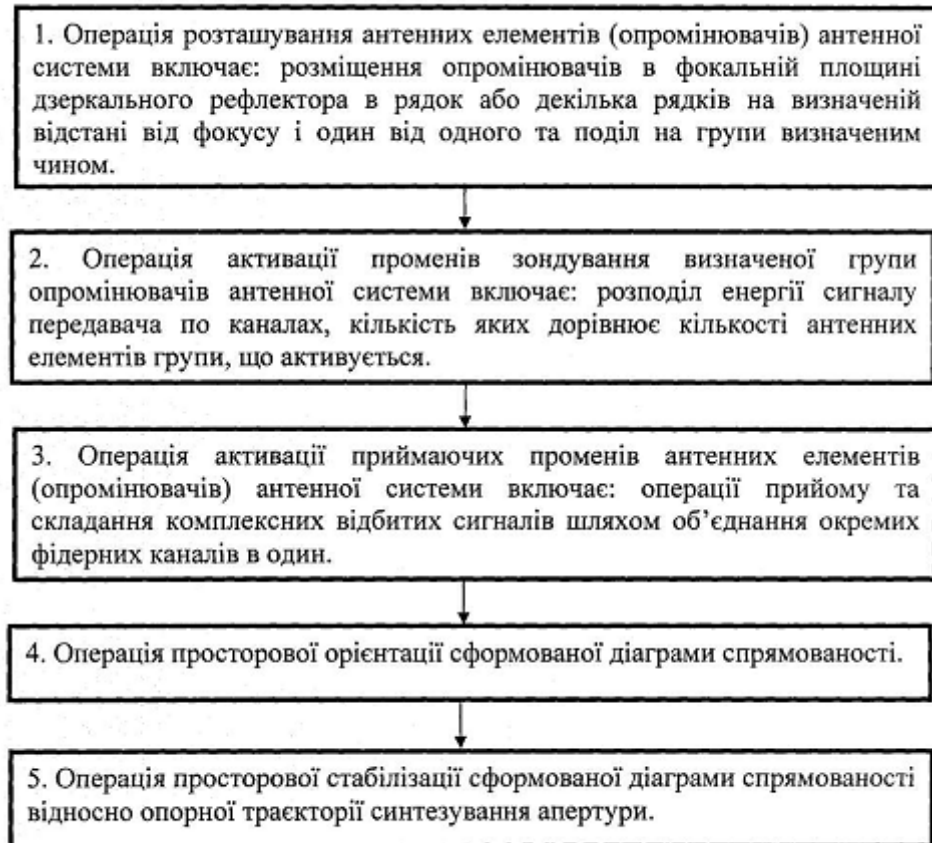 1. Операція розташування антенних елементів (опромінювачів) антенної
системи включає: розміщення опромінювачів в фокальній площині
дзеркального рефлектора в рядок або декілька рядків на визначеній
відстані від фокусу і один від одного та поділ на групи визначеним
чином.
2. Операція активації променів зондування визначеної групи
опромінювачів антенної системи включає: розподіл енергії сигналу
передавача по каналах, кількість яких дорівнює кількості антенних
елементів групи, що активується.
3. Операція активації приймаючих променів антенних елементів
(опромінювачів) антенної системи включає: операції прийому та
складання комплексних відбитих сигналів шляхом об’єднання окремих
фідерних каналів в один.
4. Операція просторової орієнтації сформованої діаграми спрямованості.
5. Операція просторової стабілізації сформованої діаграми спрямованості
відносно опорної траєкторії синтезування апертури.